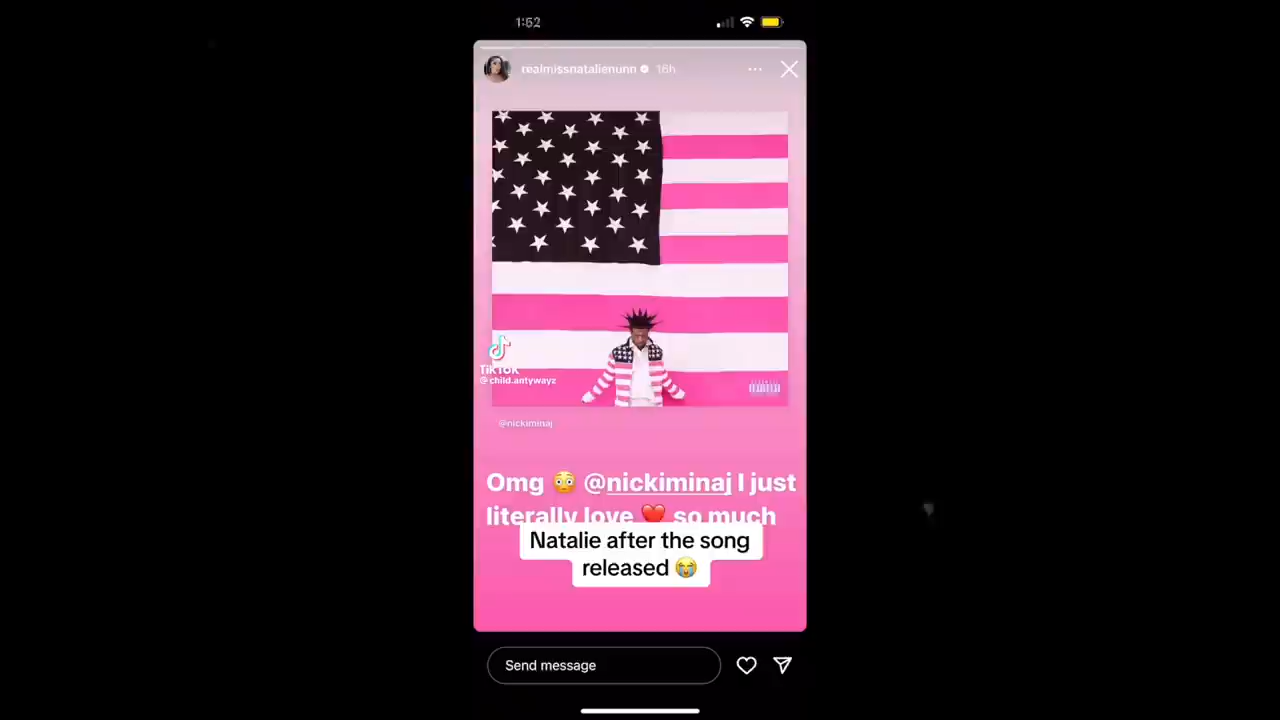 1:52
realmissnatalienunn 16h
TikTok
@child.antywayz
@nickiminaj
Omg 😳 @nickiminaj I just
literally love ❤️ so much
Natalie after the song
released 😭
Send message